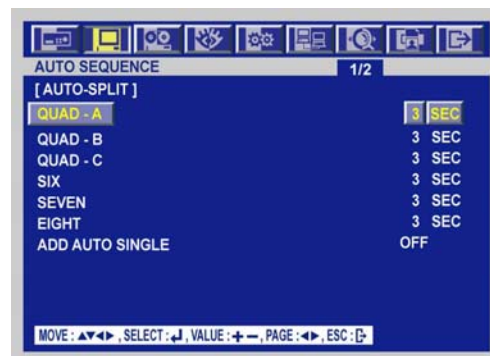 AUTO SEQUENCE 1/2
[ AUTO-SPLIT ]
QUAD - A 3 SEC
QUAD - B 3 SEC
QUAD - C 3 SEC
SIX 3 SEC
SEVEN 3 SEC
EIGHT 3 SEC
ADD AUTO SINGLE OFF
MOVE : ▲▼◀▶ , SELECT : ↵ , VALUE : + − , PAGE : ◀▶ , ESC :